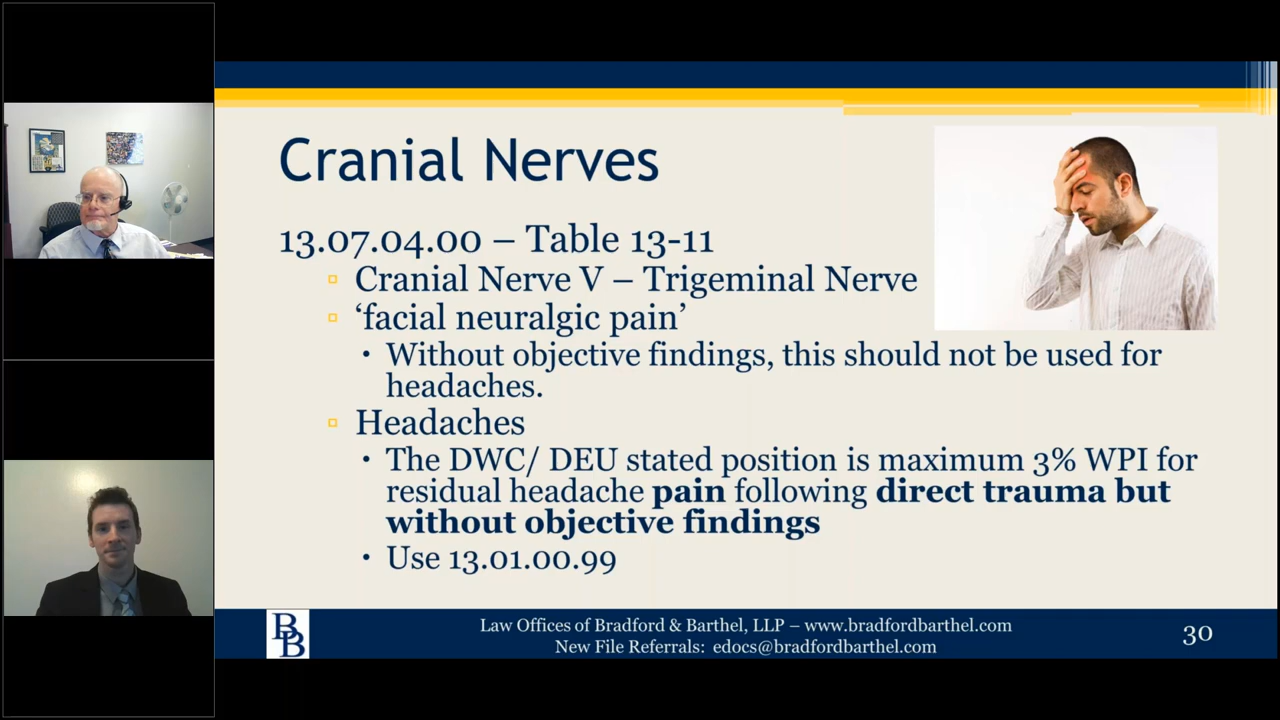 Cranial Nerves
13.07.04.00 – Table 13-11
Cranial Nerve V – Trigeminal Nerve
‘facial neuralgic pain’
Without objective findings, this should not be used for
headaches.
Headaches
The DWC/ DEU stated position is maximum 3% WPI for
residual headache pain following direct trauma but
without objective findings
Use 13.01.00.99
BB
Law Offices of Bradford & Barthel, LLP – www.bradfordbarthel.com
New File Referrals: edocs@bradfordbarthel.com
30